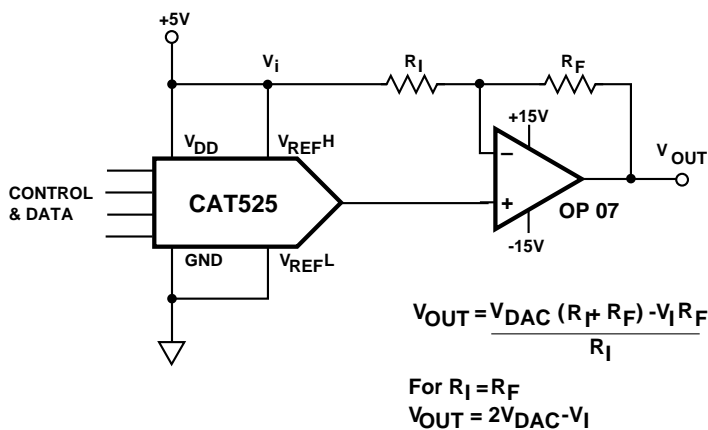 +5V
Vi RI RF
+15V
VDD VREFH
– VOUT
CONTROL
& DATA
CAT525
+ OP 07
GND VREFL
-15V
VOUT = VDAC (RI+ RF) -VI RF
RI
For RI = RF
VOUT = 2VDAC-VI